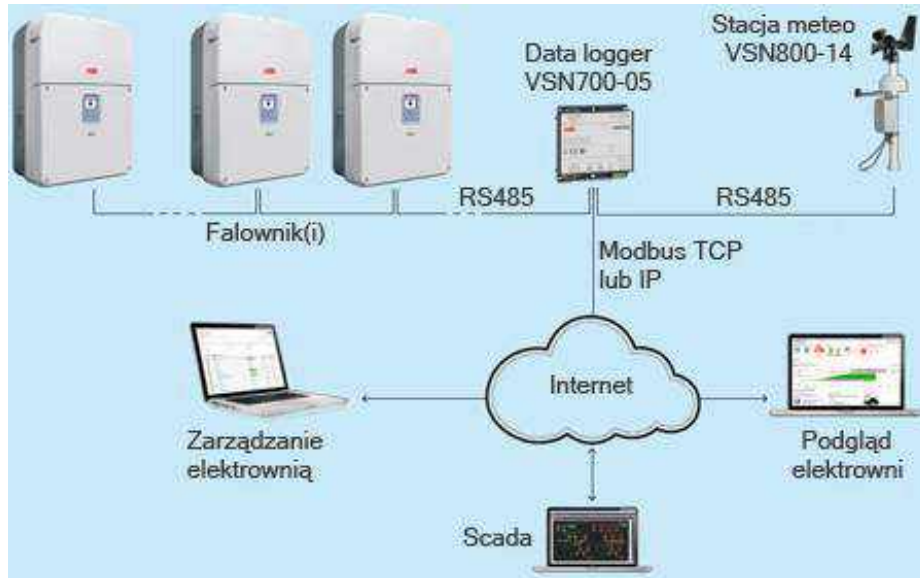 Data logger
VSN700-05
Stacja meteo
VSN800-14
RS485
RS485
Falownik(i)
Modbus TCP
lub IP
Internet
Zarządzanie
elektrownią
Podgląd
elektrowni
Scada